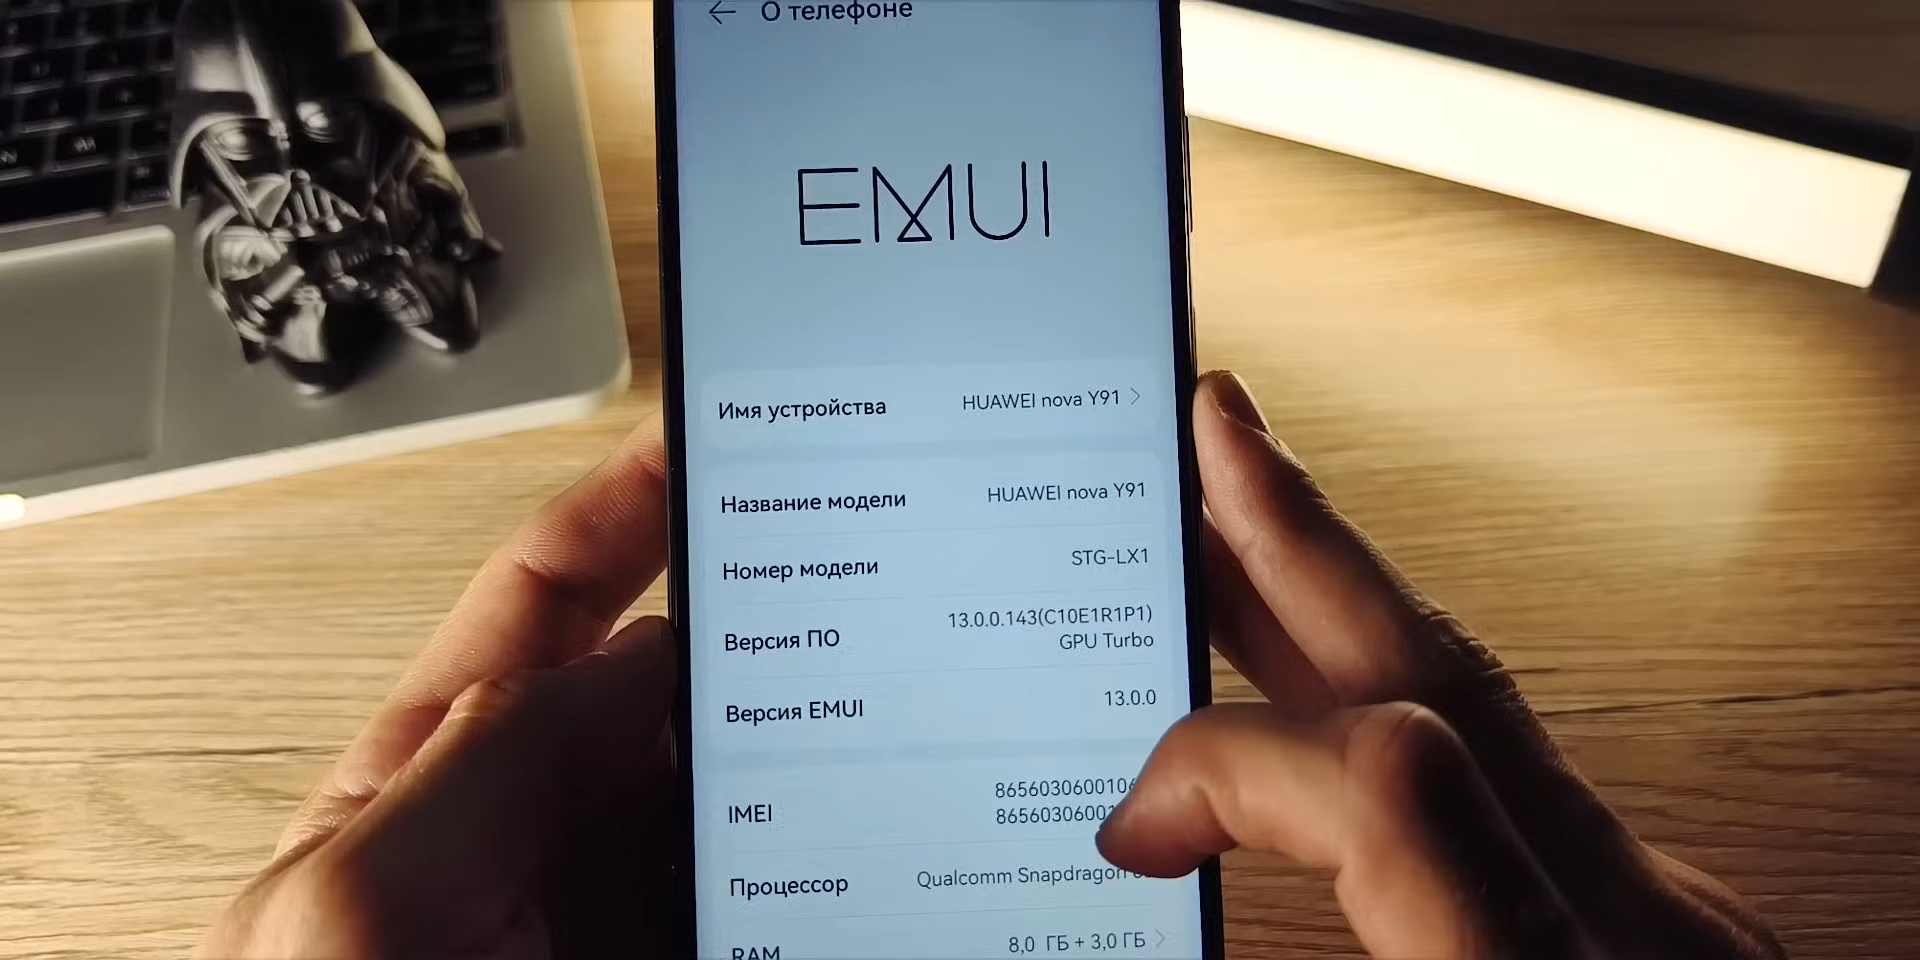 О телефоне
EMUI
Имя устройства HUAWEI nova Y91
Название модели HUAWEI nova Y91
Номер модели STG-LX1
Версия ПО 13.0.0.143(C10E1R1P1)
GPU Turbo
Версия EMUI 13.0.0
IMEI 8656030600106
8656030600
Процессор Qualcomm Snapdragon
RAM 8,0 ГБ + 3,0 ГБ